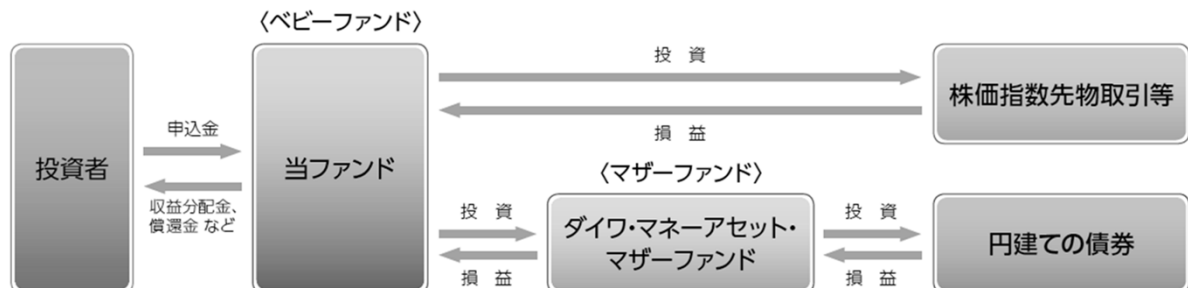 〈ベビーファンド〉
投資者
申込金
収益分配金、
償還金 など
当ファンド
投 資
損 益
株価指数先物取引等
〈マザーファンド〉
投 資
損 益
ダイワ・マネーアセット・
マザーファンド
投 資
損 益
円建ての債券